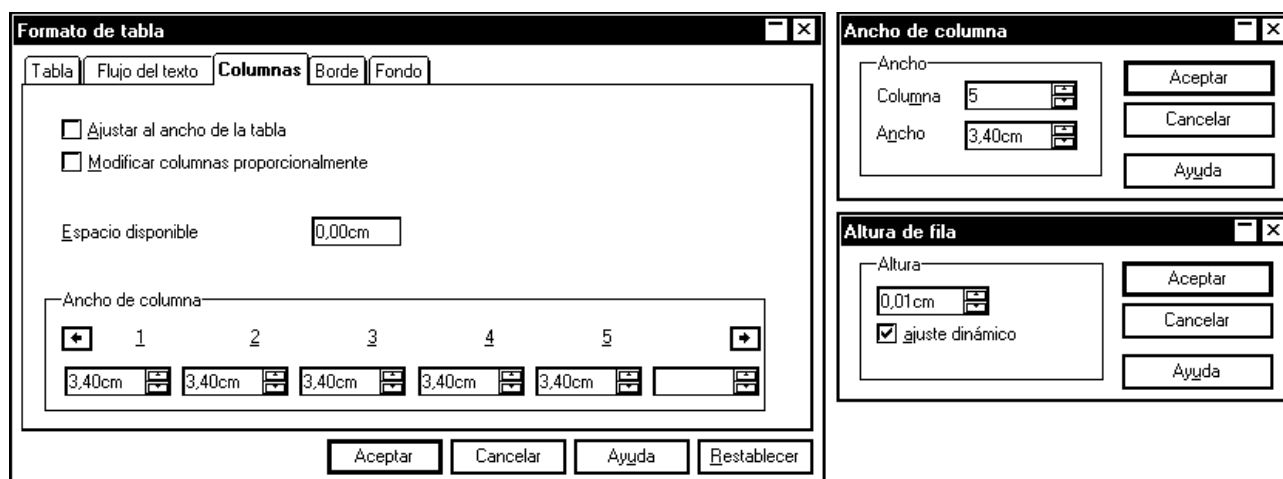 Formato de tabla
Tabla Flujo del texto Columnas Borde Fondo
Ajustar al ancho de la tabla
Modificar columnas proporcionalmente
Espacio disponible 0,00cm
Ancho de columna
1 2 3 4 5
3,40cm 3,40cm 3,40cm 3,40cm 3,40cm
Aceptar Cancelar Ayuda Restablecer
Ancho de columna
Ancho
Columna 5
Ancho 3,40cm
Aceptar
Cancelar
Ayuda
Altura de fila
Altura
0,01cm
ajuste dinámico
Aceptar
Cancelar
Ayuda